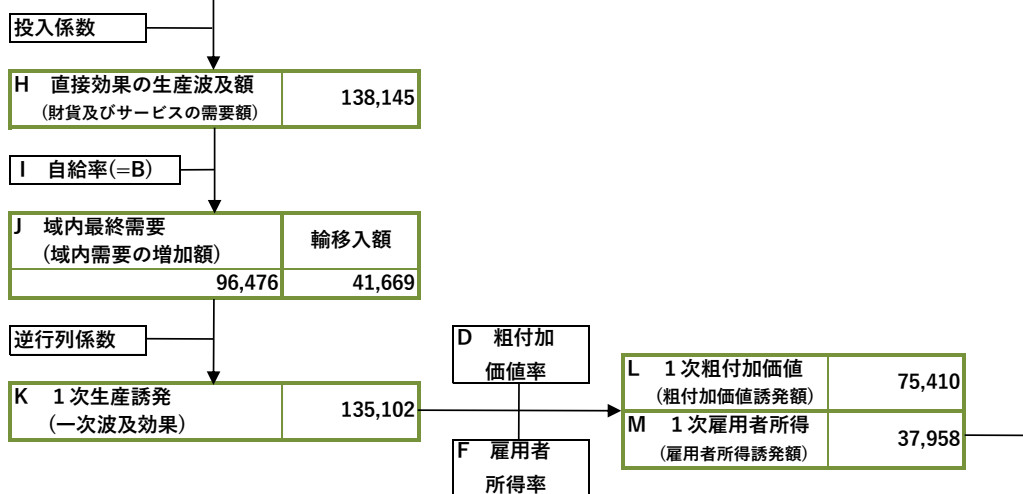 投入係数
H　直接効果の生産波及額
(財貨及びサービスの需要額)
138,145
I　自給率(=B)
J　域内最終需要
(域内需要の増加額)
輸移入額
96,476
41,669
逆行列係数
K　１次生産誘発
(一次波及効果)
135,102
D　粗付加
価値率
F　雇用者
所得率
L　１次粗付加価値
(粗付加価値誘発額)
75,410
M　１次雇用者所得
(雇用者所得誘発額)
37,958